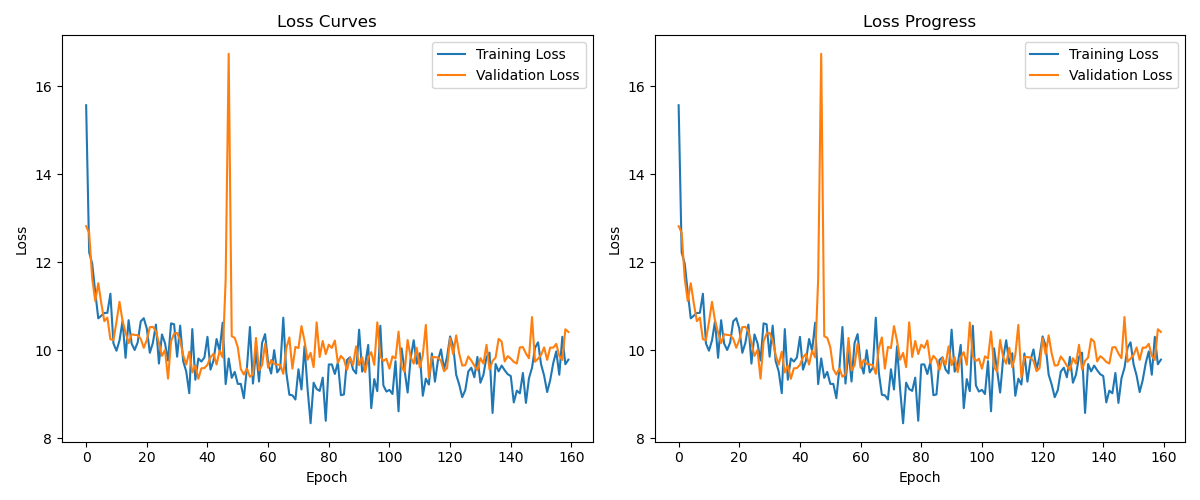 Loss Curves
Training Loss
Validation Loss
Loss
16
14
12
10
8
0 20 40 60 80 100 120 140 160
Epoch
Loss Progress
Training Loss
Validation Loss
Loss
16
14
12
10
8
0 20 40 60 80 100 120 140 160
Epoch